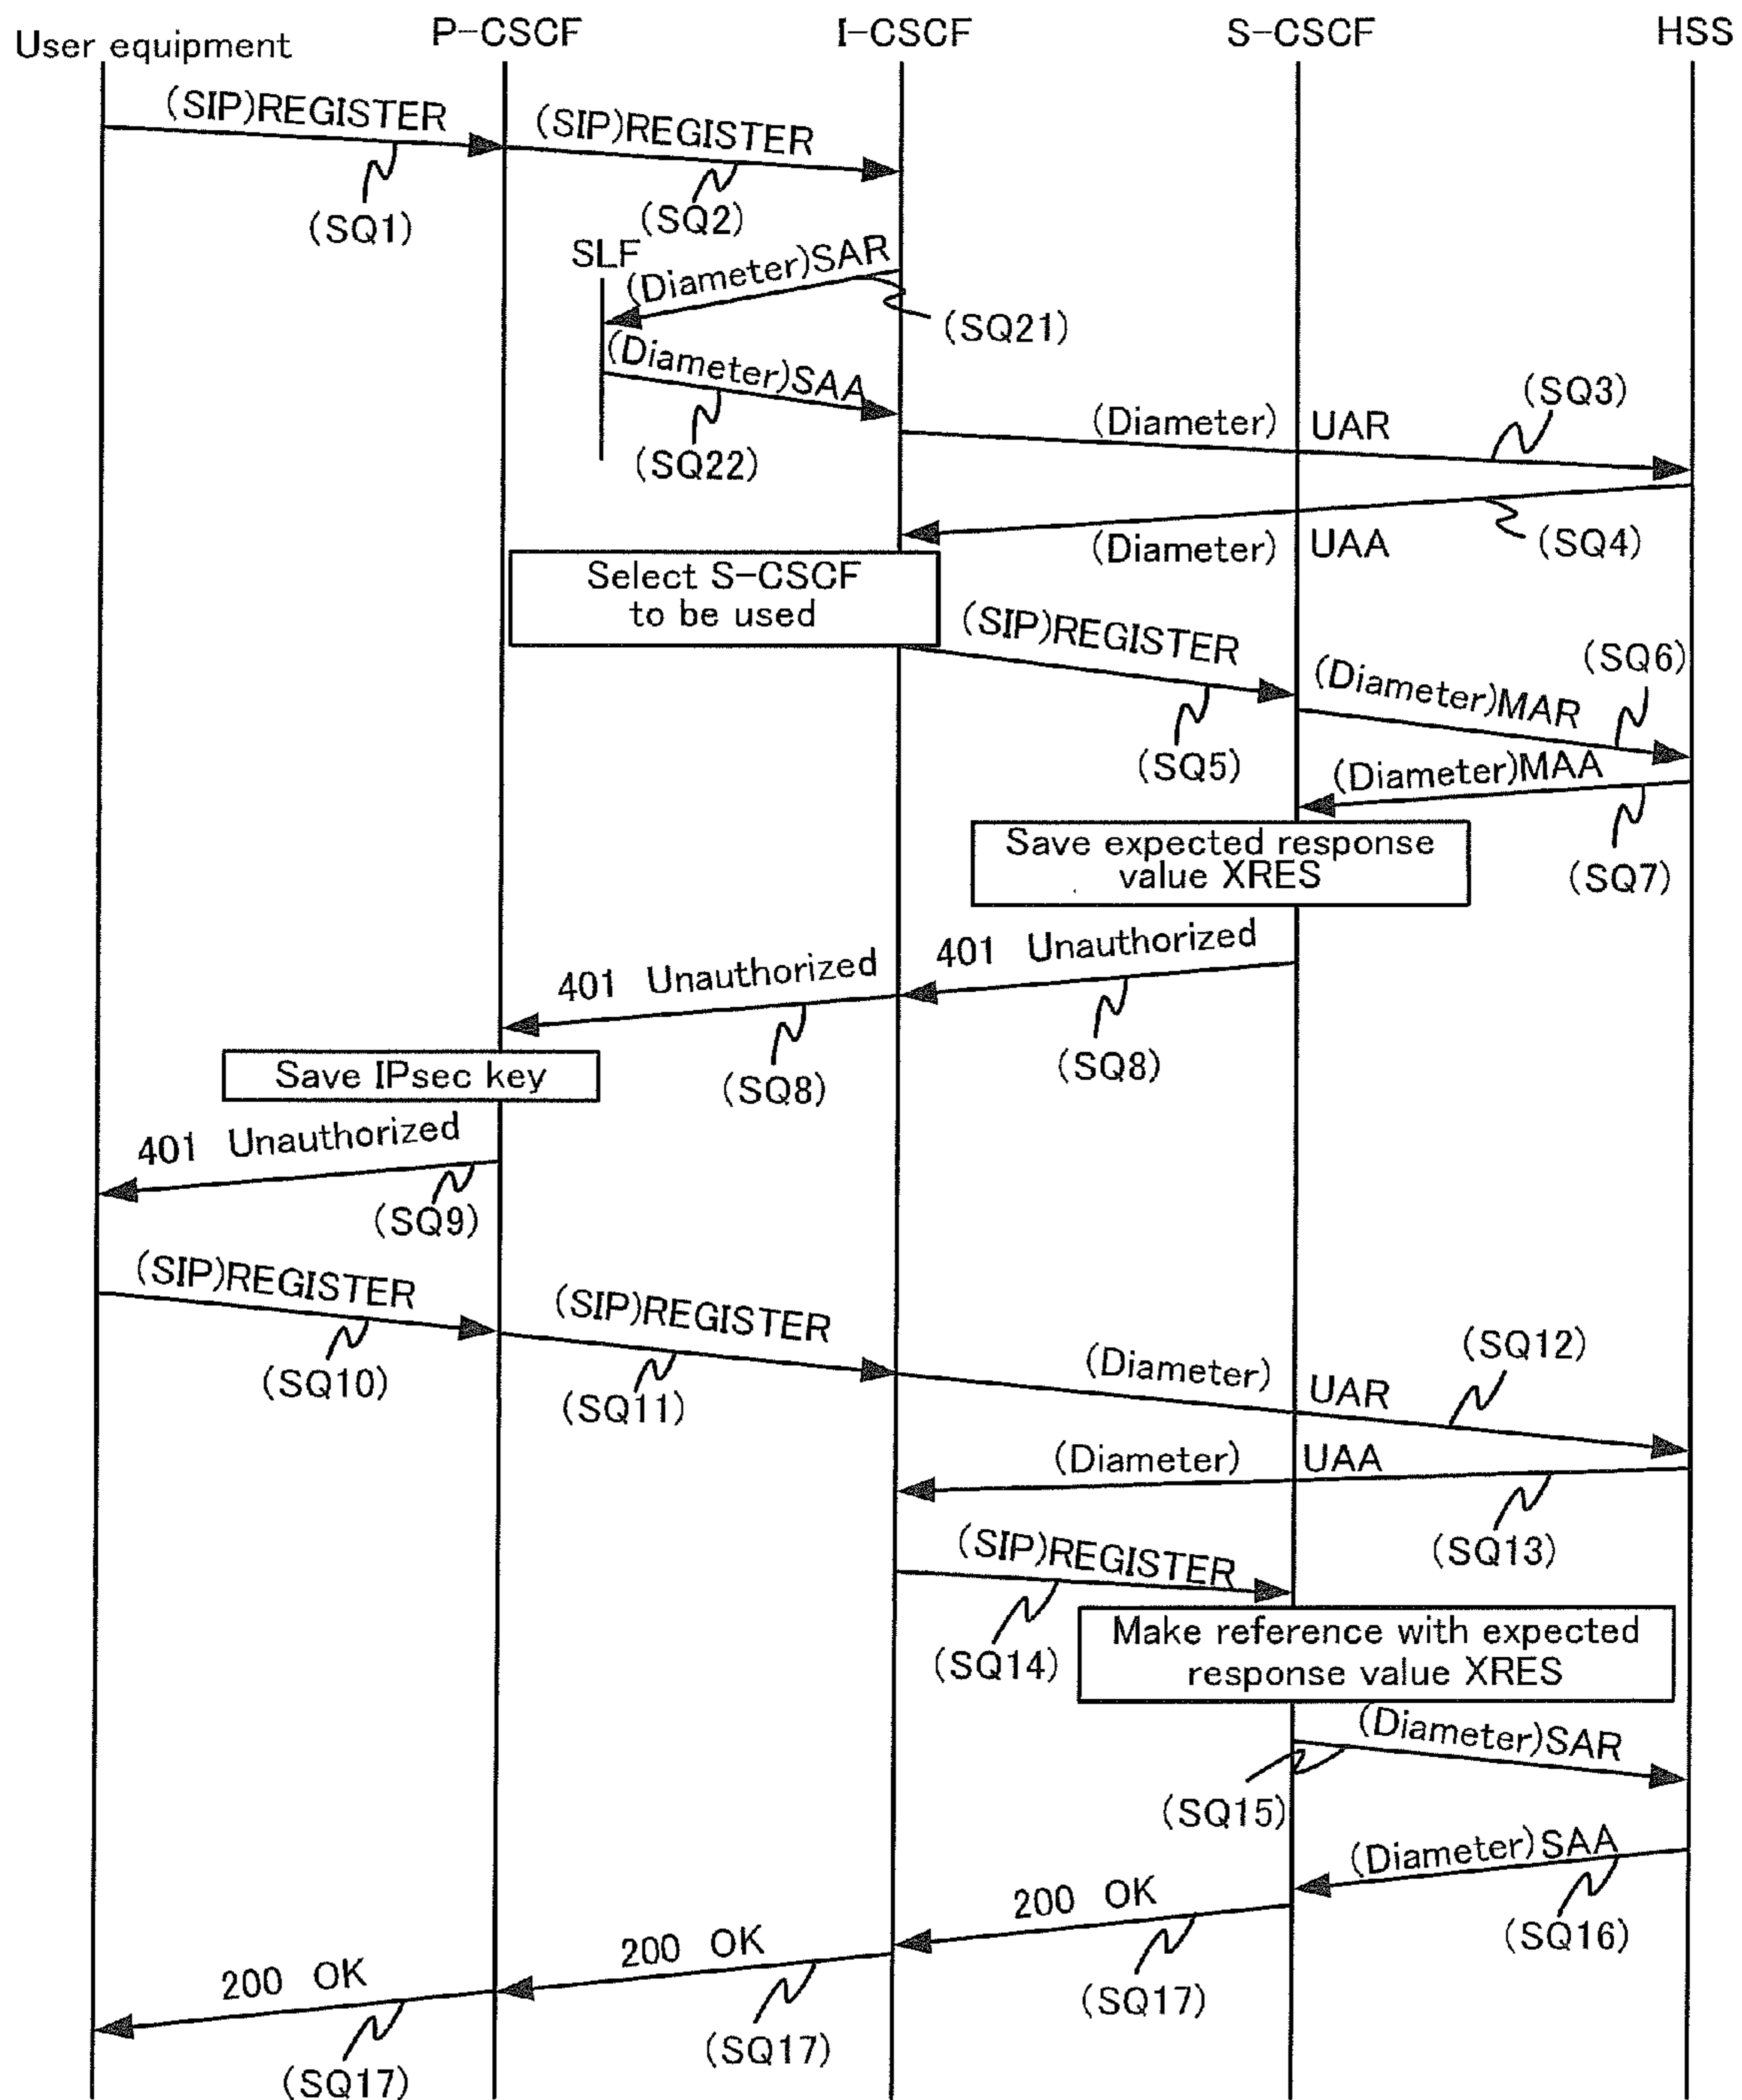 User equipment
P-CSCF
I-CSCF
S-CSCF
HSS
(SIP)REGISTER
(SIP)REGISTER
(SQ1)
(SQ2)
SLF
(Diameter)SAR
(SQ21)
(Diameter)SAA
(SQ22)
(SQ3)
(Diameter) UAR
(Diameter) UAA
(SQ4)
Select S-CSCF
to be used
(SIP)REGISTER
(SQ5)
(SQ6)
(Diameter)MAR
(Diameter)MAA
(SQ7)
Save expected response
value XRES
401 Unauthorized
(SQ8)
401 Unauthorized
(SQ8)
Save IPsec key
401 Unauthorized
(SQ9)
(SIP)REGISTER
(SQ10)
(SIP)REGISTER
(SQ11)
(SQ12)
(Diameter) UAR
(Diameter) UAA
(SQ13)
(SIP)REGISTER
(SQ14)
Make reference with expected
response value XRES
(Diameter)SAR
(SQ15)
(Diameter)SAA
(SQ16)
200 OK
(SQ17)
200 OK
(SQ17)
200 OK
(SQ17)